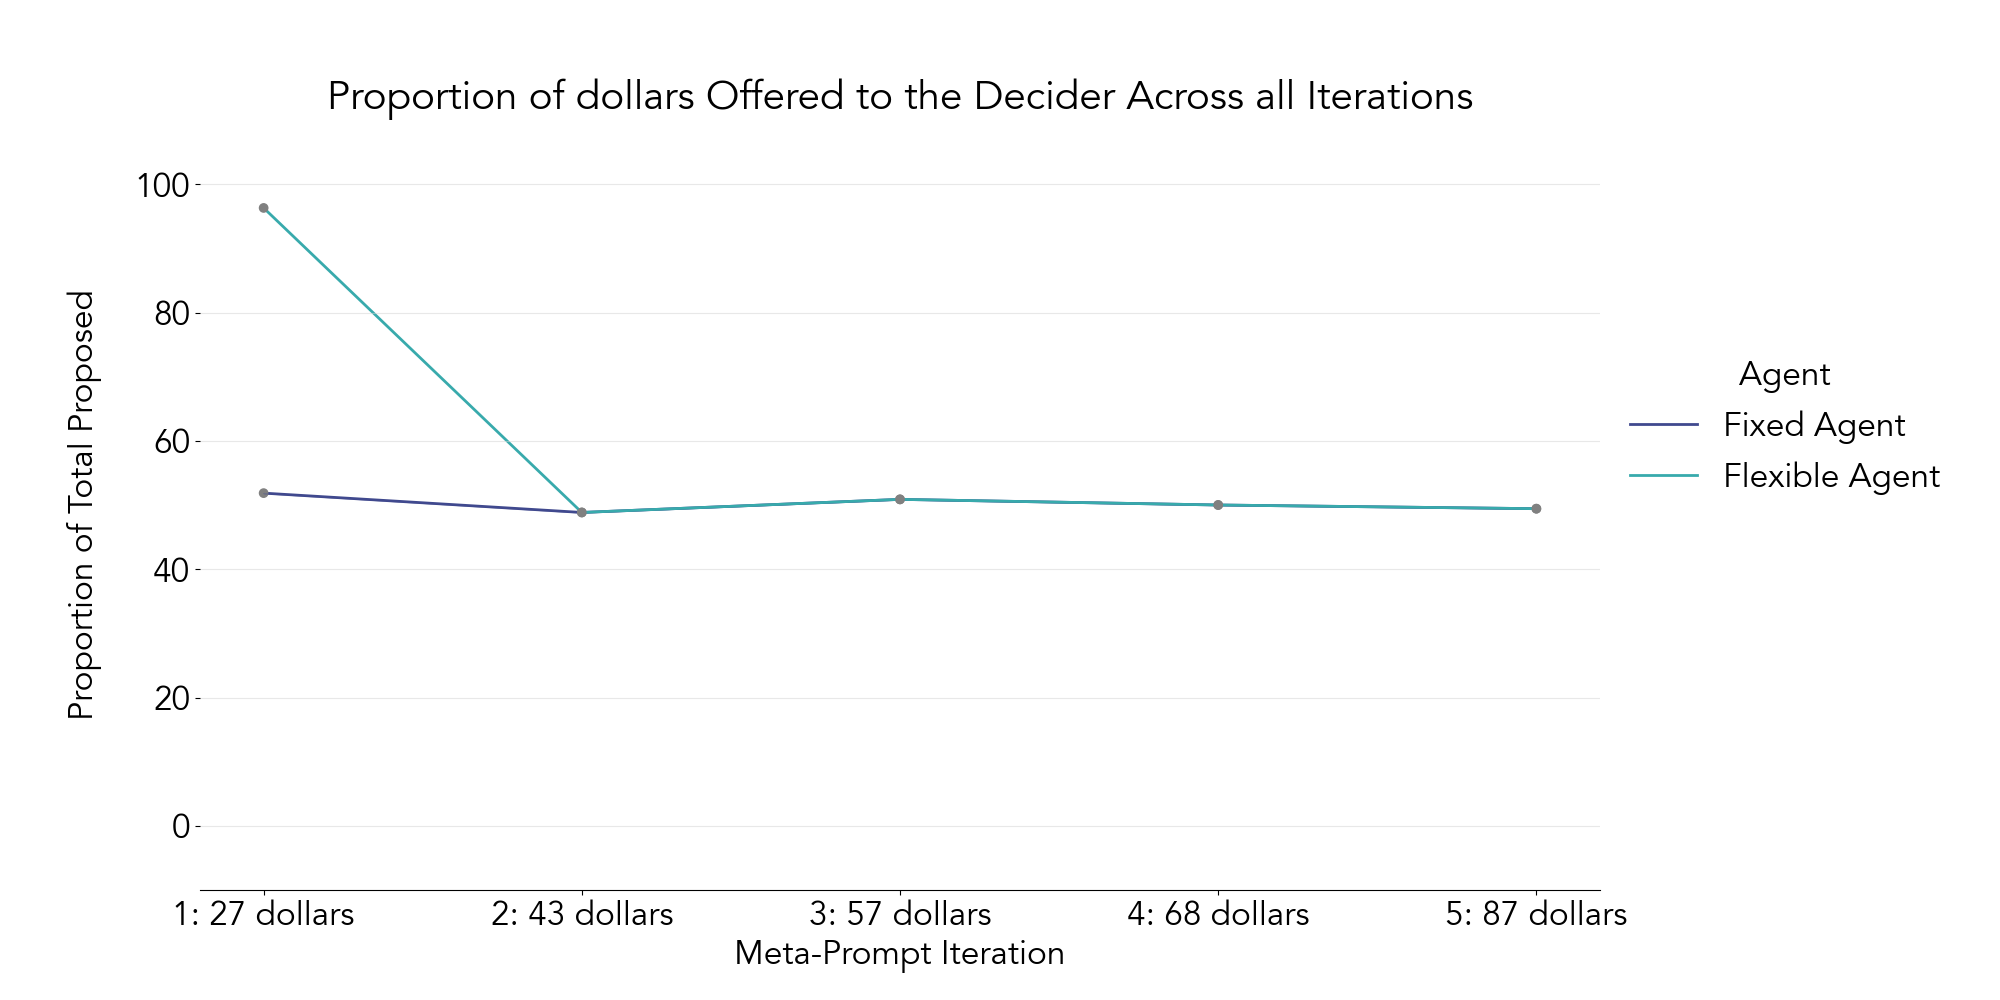 Proportion of dollars Offered to the Decider Across all Iterations
Proportion of Total Proposed
100
80
60
40
20
0
1: 27 dollars
2: 43 dollars
3: 57 dollars
4: 68 dollars
5: 87 dollars
Meta-Prompt Iteration
Agent
Fixed Agent
Flexible Agent